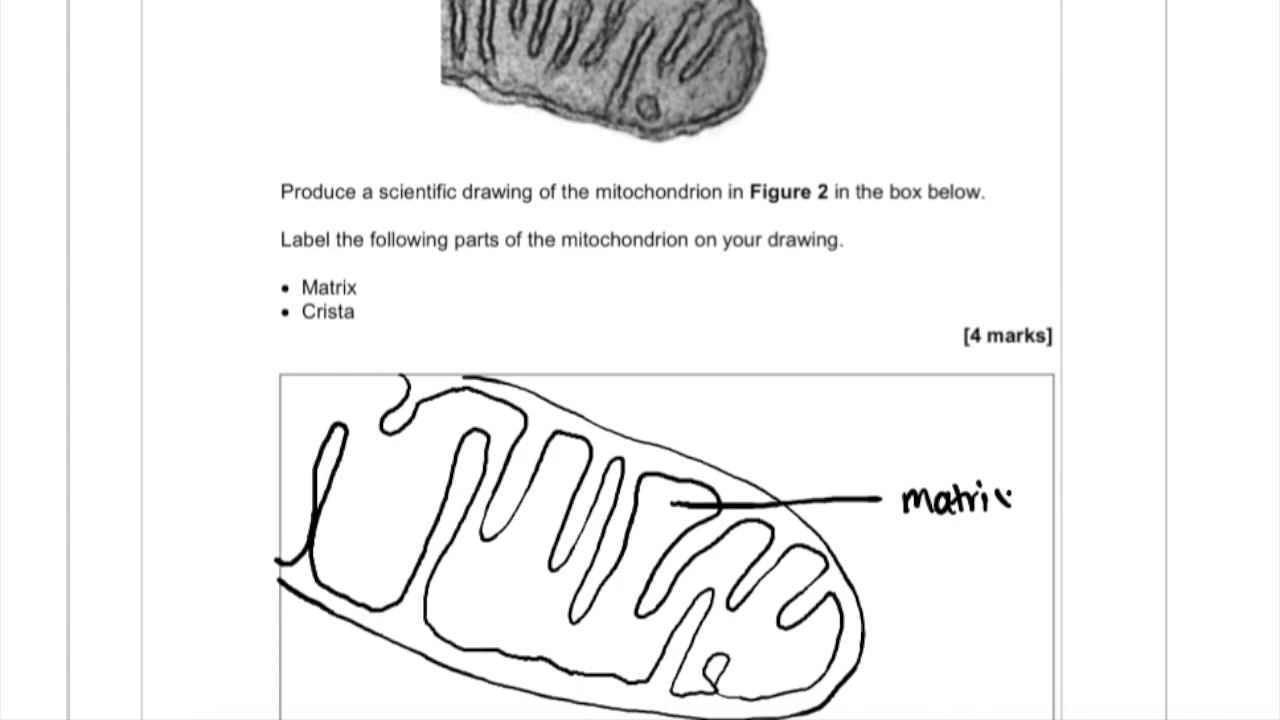 Produce a scientific drawing of the mitochondrion in Figure 2 in the box below.
Label the following parts of the mitochondrion on your drawing.
• Matrix
• Crista
[4 marks]
matrix